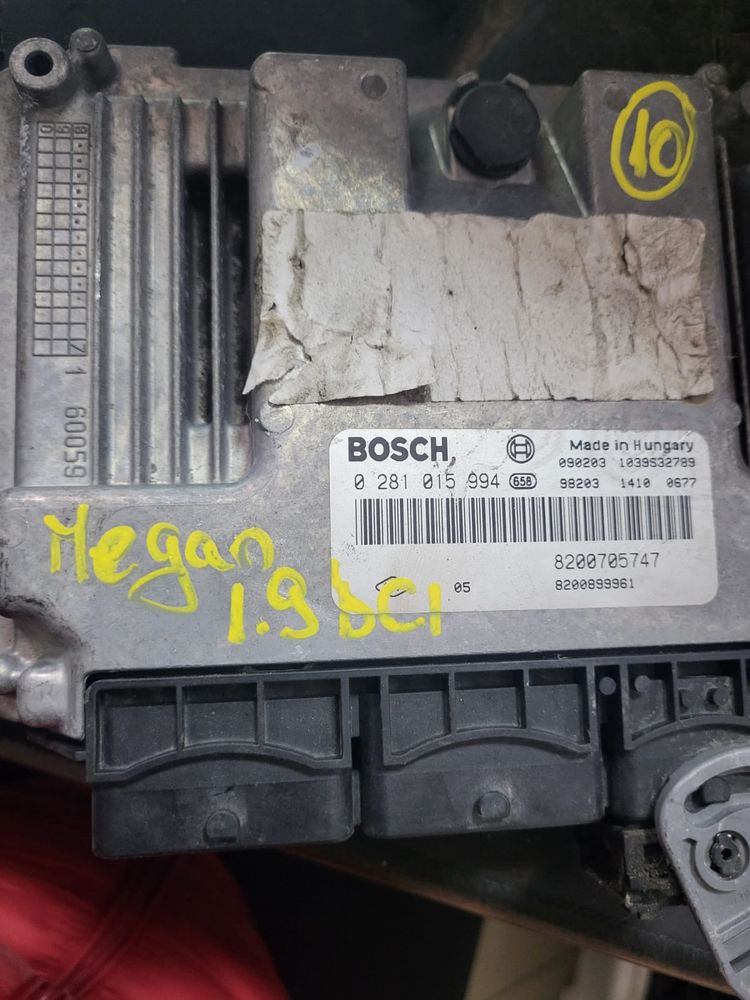 10
1 60059
BOSCH Made in Hungary
090203 1039S32789
0 281 015 994 658 98203 1410 0677
8200705747
05 8200899961
Megan
1.9 DCI